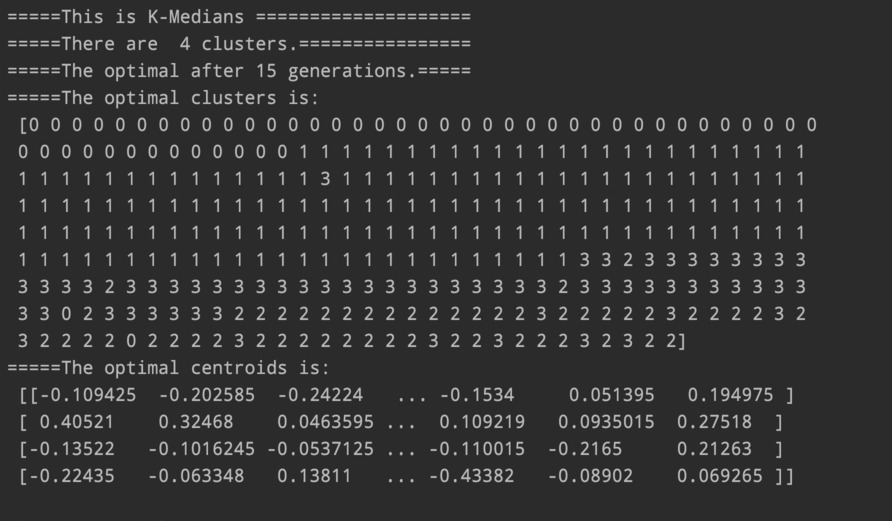 =====This is K-Medians ====================
=====There are  4 clusters.================
=====The optimal after 15 generations.=====
=====The optimal clusters is:
[0 0 0 0 0 0 0 0 0 0 0 0 0 0 0 0 0 0 0 0 0 0 0 0 0 0 0 0 0 0 0 0 0 0 0 0 0
0 0 0 0 0 0 0 0 0 0 0 0 0 1 1 1 1 1 1 1 1 1 1 1 1 1 1 1 1 1 1 1 1 1 1 1 1
1 1 1 1 1 1 1 1 1 1 1 1 1 1 3 1 1 1 1 1 1 1 1 1 1 1 1 1 1 1 1 1 1 1 1 1 1
1 1 1 1 1 1 1 1 1 1 1 1 1 1 1 1 1 1 1 1 1 1 1 1 1 1 1 1 1 1 1 1 1 1 1 1 1
1 1 1 1 1 1 1 1 1 1 1 1 1 1 1 1 1 1 1 1 1 1 1 1 1 1 1 1 1 1 1 1 1 1 1 1 1
1 1 1 1 1 1 1 1 1 1 1 1 1 1 1 1 1 1 1 1 1 1 1 1 1 1 3 3 2 3 3 3 3 3 3 3 3
3 3 3 3 2 3 3 3 3 3 3 3 3 3 3 3 3 3 3 3 3 3 3 3 3 2 3 3 3 3 3 3 3 3 3 3 3
3 3 0 2 3 3 3 3 3 3 2 2 2 2 2 2 2 2 2 2 2 2 2 2 3 2 2 2 2 2 3 2 2 2 2 3 2
3 2 2 2 2 0 2 2 2 2 3 2 2 2 2 2 2 2 2 3 2 2 3 2 2 2 3 2 3 2 2]
=====The optimal centroids is:
[[-0.109425  -0.202585  -0.24224   ... -0.1534     0.051395   0.194975 ]
[ 0.40521    0.32468    0.0463595 ...  0.109219   0.0935015  0.27518  ]
[-0.13522   -0.1016245 -0.0537125 ... -0.110015  -0.2165     0.21263  ]
[-0.22435   -0.063348   0.13811   ... -0.43382   -0.08902    0.069265 ]]